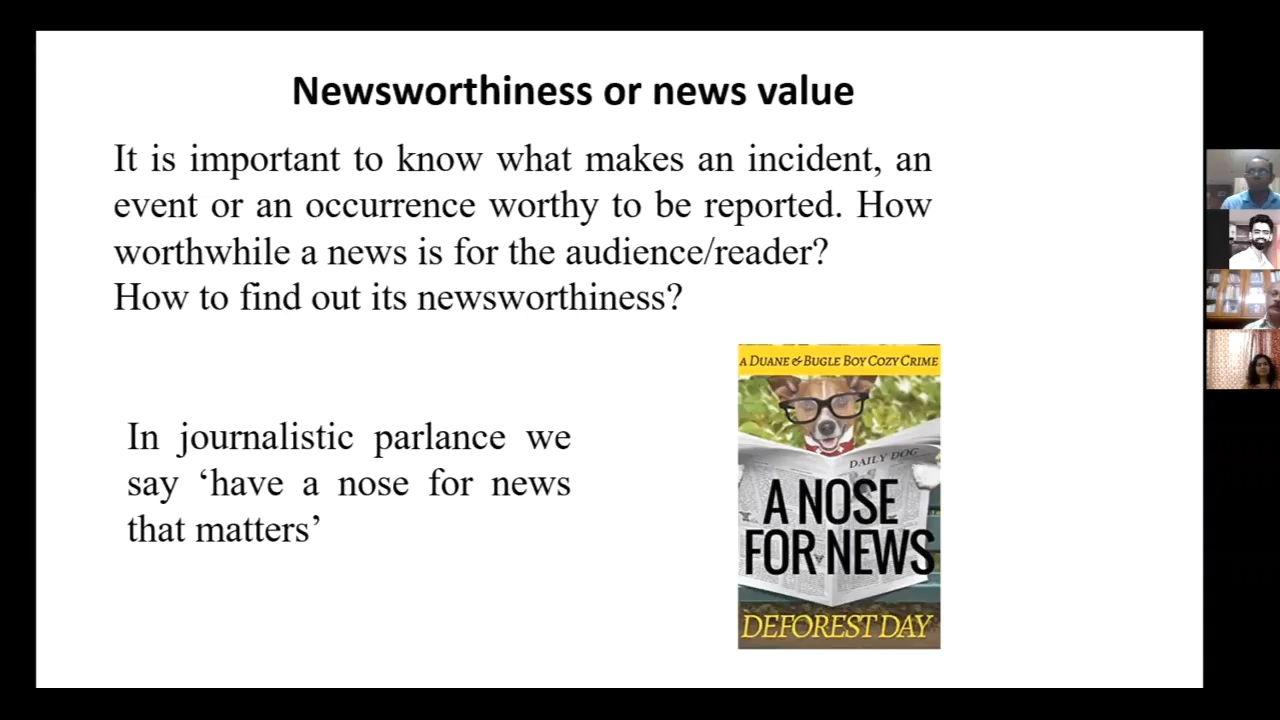 Newsworthiness or news value
It is important to know what makes an incident, an
event or an occurrence worthy to be reported. How
worthwhile a news is for the audience/reader?
How to find out its newsworthiness?
In journalistic parlance we
say ‘have a nose for news
that matters’
A DUANE & BUGLE BOY COZY CRIME
DAILY DOG
A NOSE
FOR NEWS
DEFOREST DAY